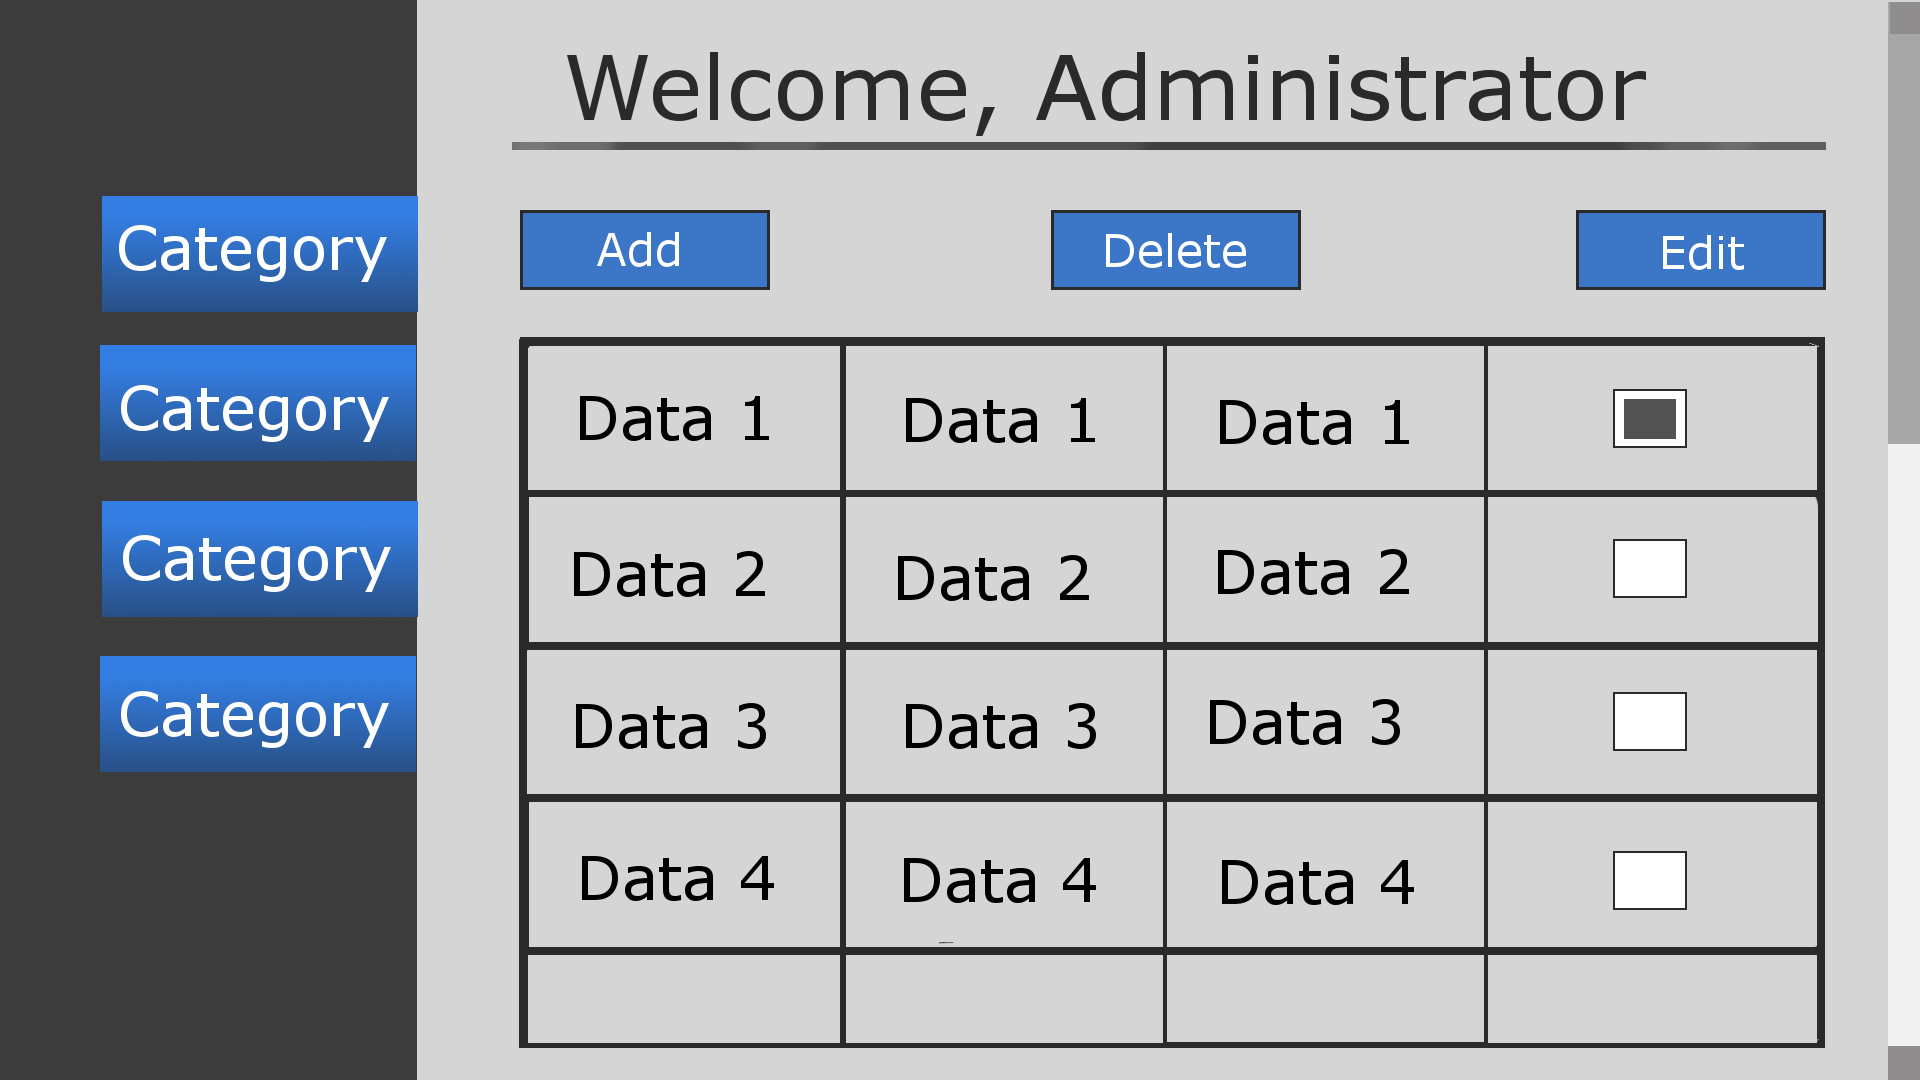 Welcome, Administrator
Category
Category
Category
Category
Add Delete Edit
Data 1 Data 1 Data 1
Data 2 Data 2 Data 2
Data 3 Data 3 Data 3
Data 4 Data 4 Data 4